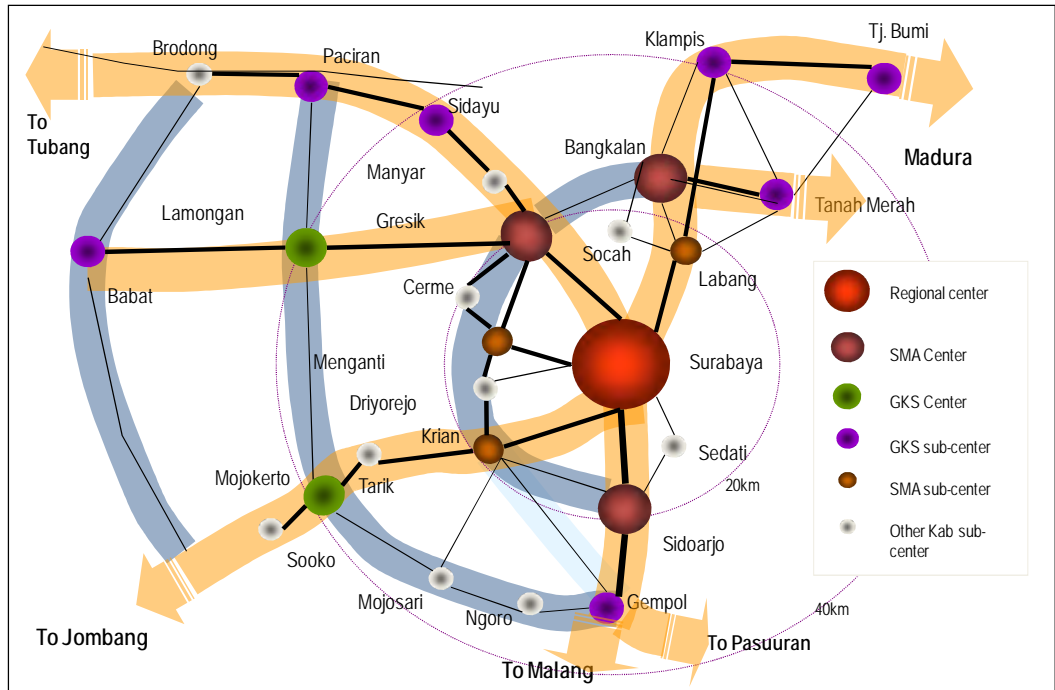 Brodong
Paciran
Klampis
Tj. Bumi
To
Tubang
Sidayu
Bangkalan
Madura
Manyar
Lamongan
Gresik
Tanah Merah
Socah
Labang
Babat
Cerme
Regional center
Menganti
Surabaya
SMA Center
Driyorejo
GKS Center
Krian
Sedati
GKS sub-center
Mojokerto
Tarik
20km
SMA sub-center
Sooko
Sidoarjo
Other Kab sub-
center
Mojosari
Ngoro
Gempol
40km
To Jombang
To Malang
To Pasuuran